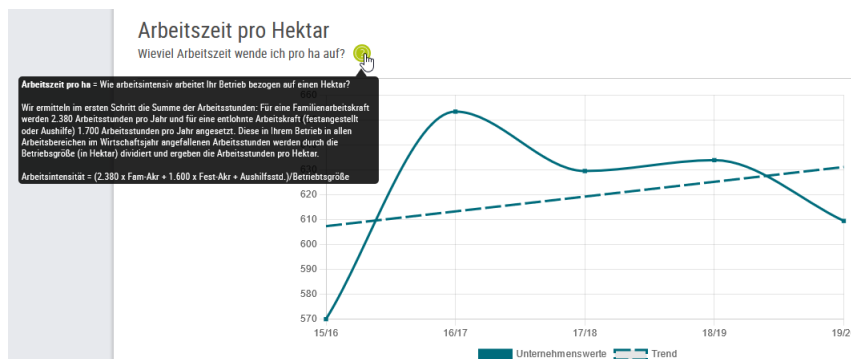 Arbeitszeit pro Hektar
Wieviel Arbeitszeit wende ich pro ha auf?
Arbeitszeit pro ha = Wie arbeitsintensiv arbeitet Ihr Betrieb bezogen auf einen Hektar?
Wir ermitteln im ersten Schritt die Summe der Arbeitsstunden: Für eine Familienarbeitskraft
werden 2.380 Arbeitsstunden pro Jahr und für eine entlohnte Arbeitskraft (festangestellt
oder Aushilfe) 1.700 Arbeitsstunden pro Jahr angesetzt. Diese in Ihrem Betrieb in allen
Arbeitsbereichen im Wirtschaftsjahr angefallenen Arbeitsstunden werden durch die
Betriebsgröße (in Hektar) dividiert und ergeben die Arbeitsstunden pro Hektar.
Arbeitsintensität = (2.380 x Fam-Akr + 1.600 x Fest-Akr + Aushilfsstd.)/Betriebtsgröße
660
620
610
600
590
580
570
15/16
16/17
17/18
18/19
19/2
Unternehmenswerte
Trend